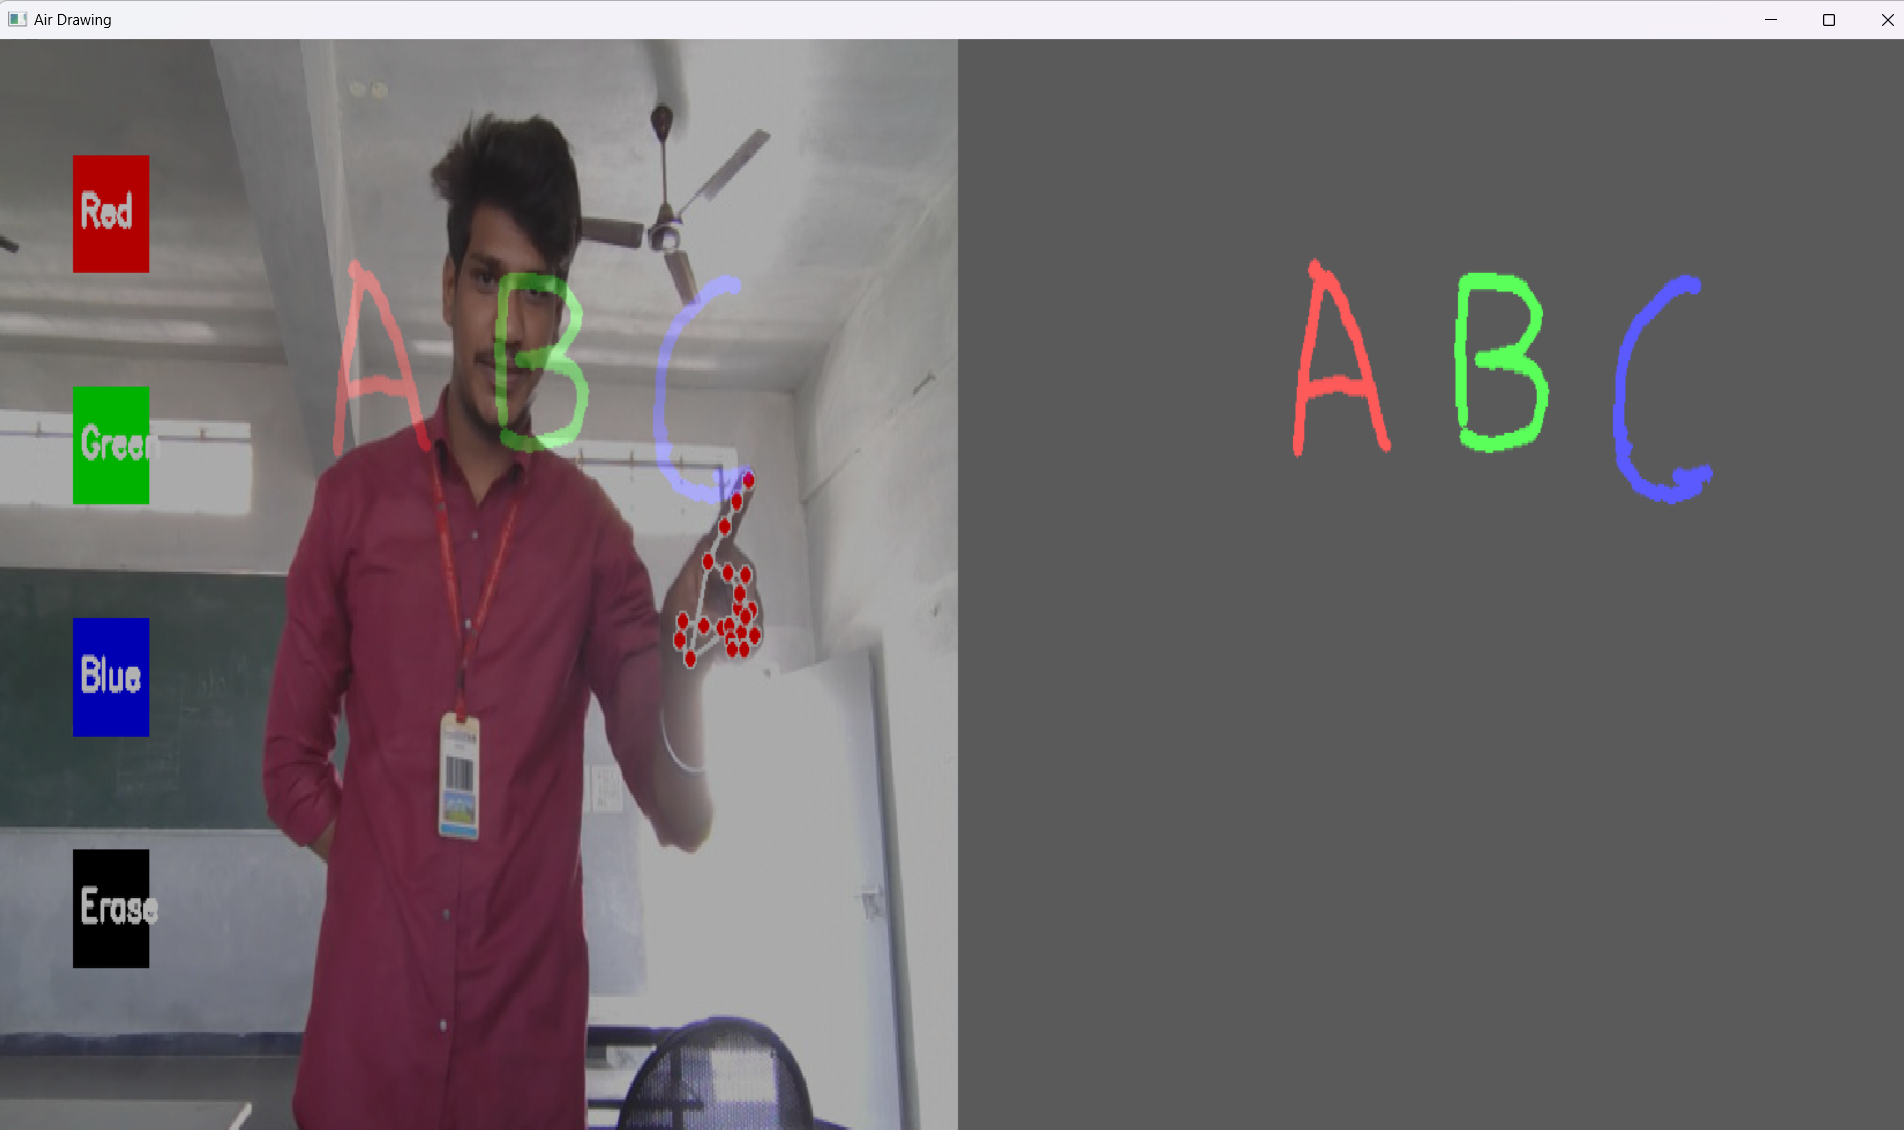 Air Drawing
Red
A B C
A B C
Green
Blue
Erase